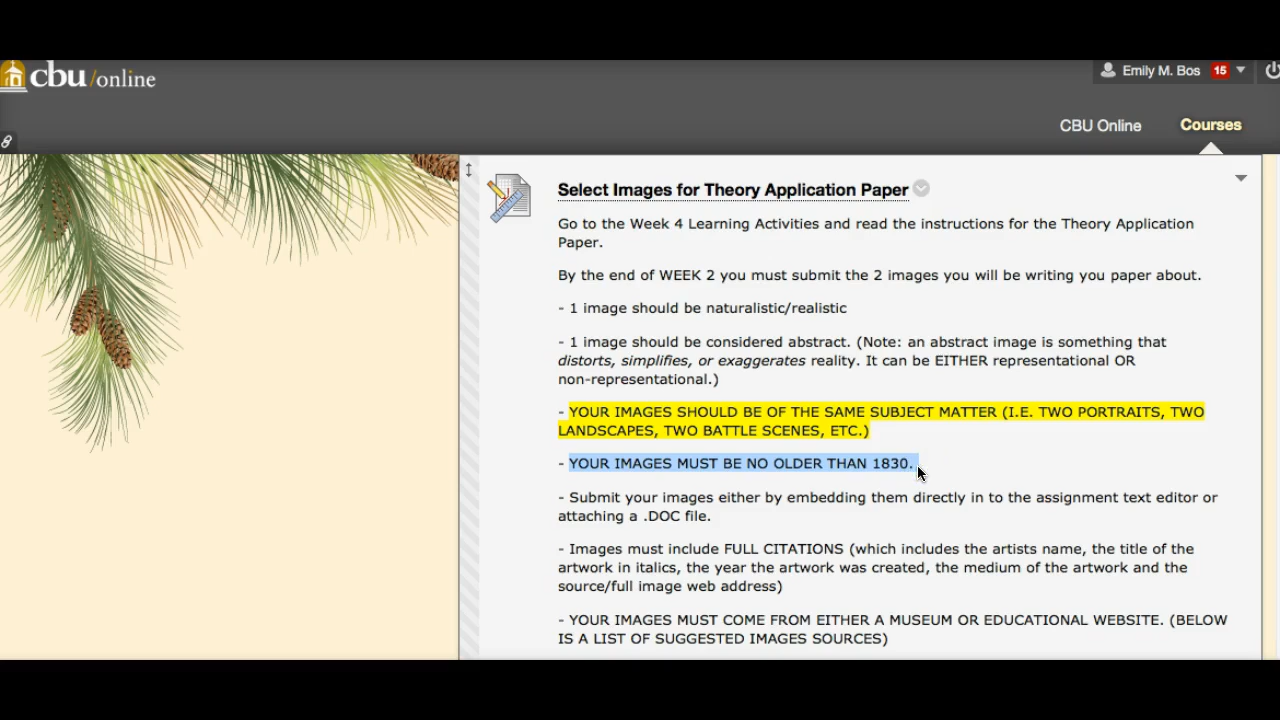 cbu/online
Emily M. Bos 15
CBU Online Courses
Select Images for Theory Application Paper
Go to the Week 4 Learning Activities and read the instructions for the Theory Application
Paper.
By the end of WEEK 2 you must submit the 2 images you will be writing you paper about.
- 1 image should be naturalistic/realistic
- 1 image should be considered abstract. (Note: an abstract image is something that
distorts, simplifies, or exaggerates reality. It can be EITHER representational OR
non-representational.)
- YOUR IMAGES SHOULD BE OF THE SAME SUBJECT MATTER (I.E. TWO PORTRAITS, TWO
LANDSCAPES, TWO BATTLE SCENES, ETC.)
- YOUR IMAGES MUST BE NO OLDER THAN 1830.
- Submit your images either by embedding them directly in to the assignment text editor or
attaching a .DOC file.
- Images must include FULL CITATIONS (which includes the artists name, the title of the
artwork in italics, the year the artwork was created, the medium of the artwork and the
source/full image web address)
- YOUR IMAGES MUST COME FROM EITHER A MUSEUM OR EDUCATIONAL WEBSITE. (BELOW
IS A LIST OF SUGGESTED IMAGES SOURCES)